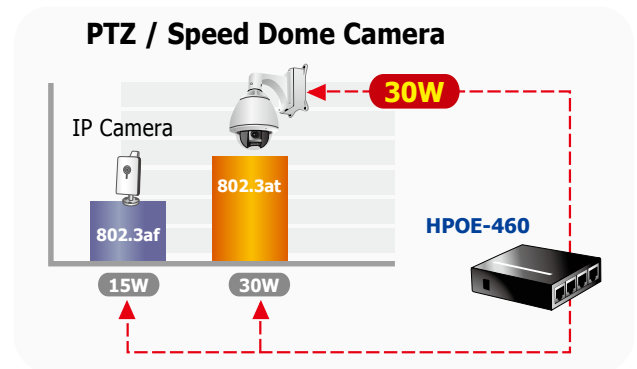 PTZ / Speed Dome Camera
30W
IP Camera
802.3at
802.3af
HPOE-460
15W
30W